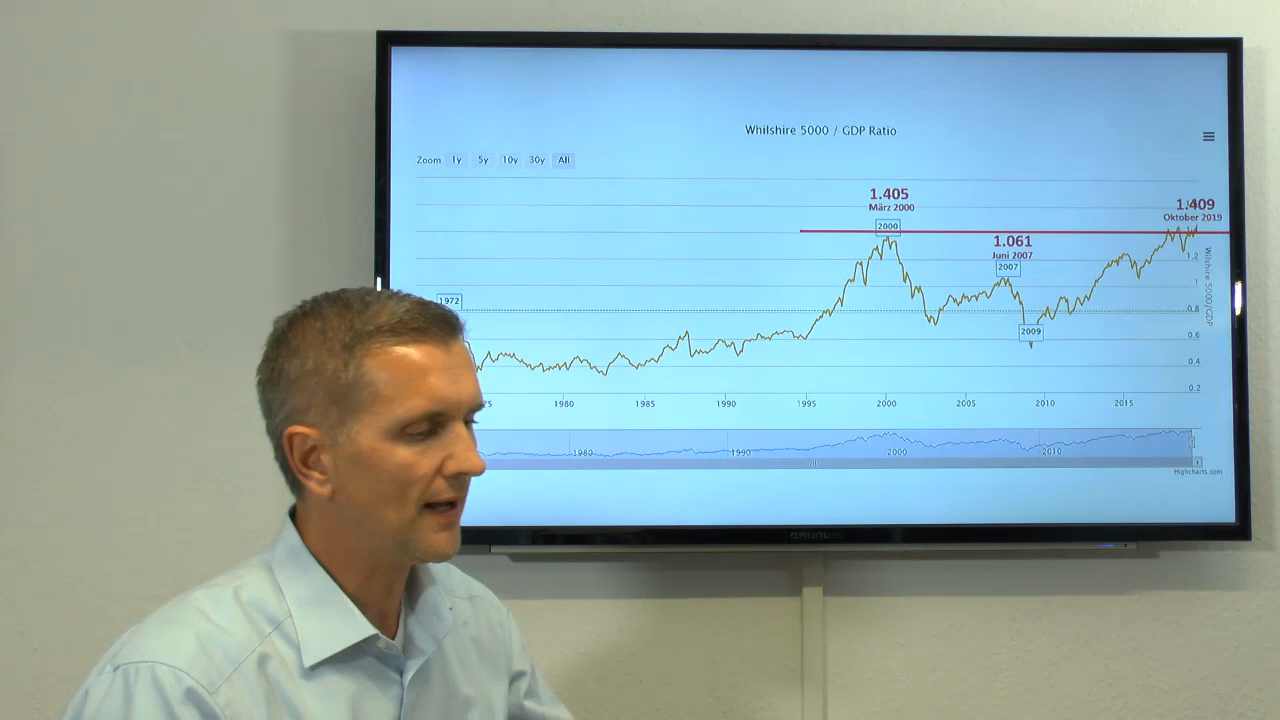 Whilshire 5000 / GDP Ratio
Zoom 1y 5y 10y 30y All
1.405
März 2000
2000
1.409
Oktober 2019
1.061
Juni 2007
2007
1972
2009
1.2
1
0.8
0.6
0.4
0.2
Wilshire 5000/GDP
75 1980 1985 1990 1995 2000 2005 2010 2015
1980 1990 2000 2010
Highcharts.com
GRUNDIG